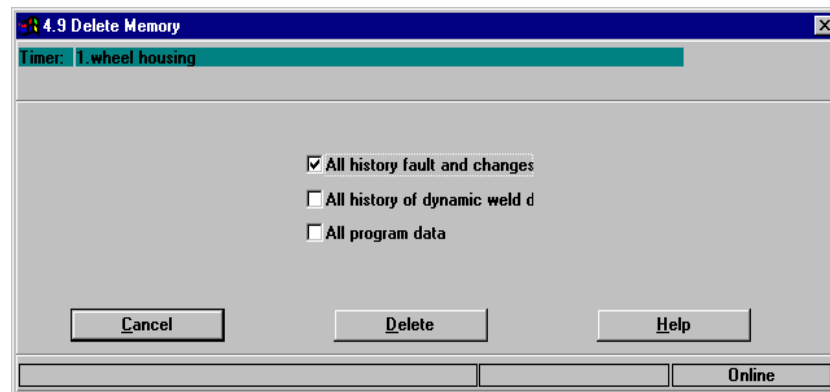 4.9 Delete Memory
Timer: 1.wheel housing
All history fault and changes
All history of dynamic weld d
All program data
Cancel Delete Help
Online